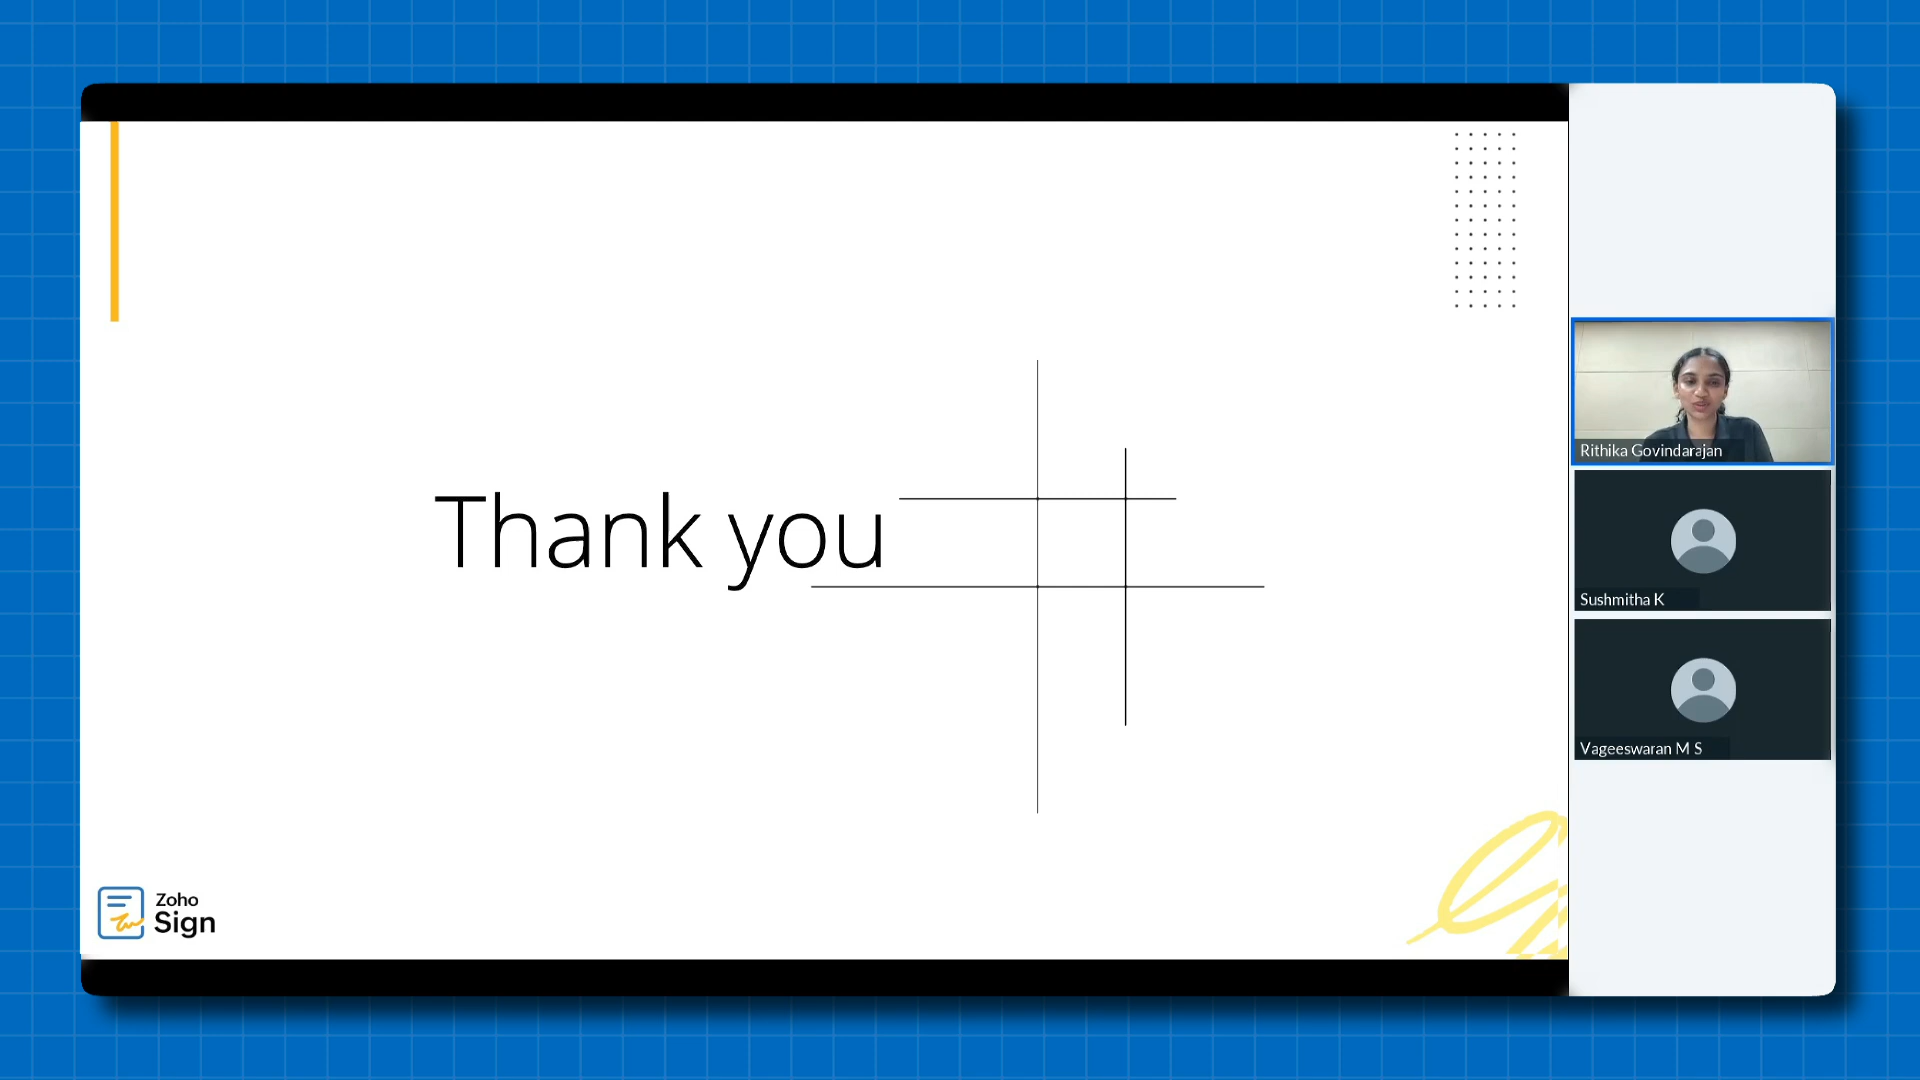 Thank you
Zoho
Sign
Rithika Govindarajan
Sushmitha K
Vageeswaran M S